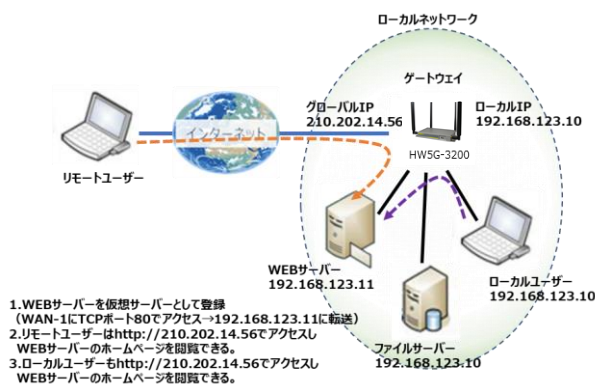 ローカルネットワーク
ゲートウェイ
グローバルIP
210.202.14.56
ローカルIP
192.168.123.10
インターネット
HW5G-3200
リモートユーザー
WEBサーバー
192.168.123.11
ローカルユーザー
192.168.123.10
ファイルサーバー
192.168.123.10
1.WEBサーバーを仮想サーバーとして登録
（WAN-1にTCPポート80でアクセス→192.168.123.11に転送）
2.リモートユーザーはhttp://210.202.14.56でアクセスし
WEBサーバーのホームページを閲覧できる。
3.ローカルユーザーもhttp://210.202.14.56でアクセスし
WEBサーバーのホームページを閲覧できる。